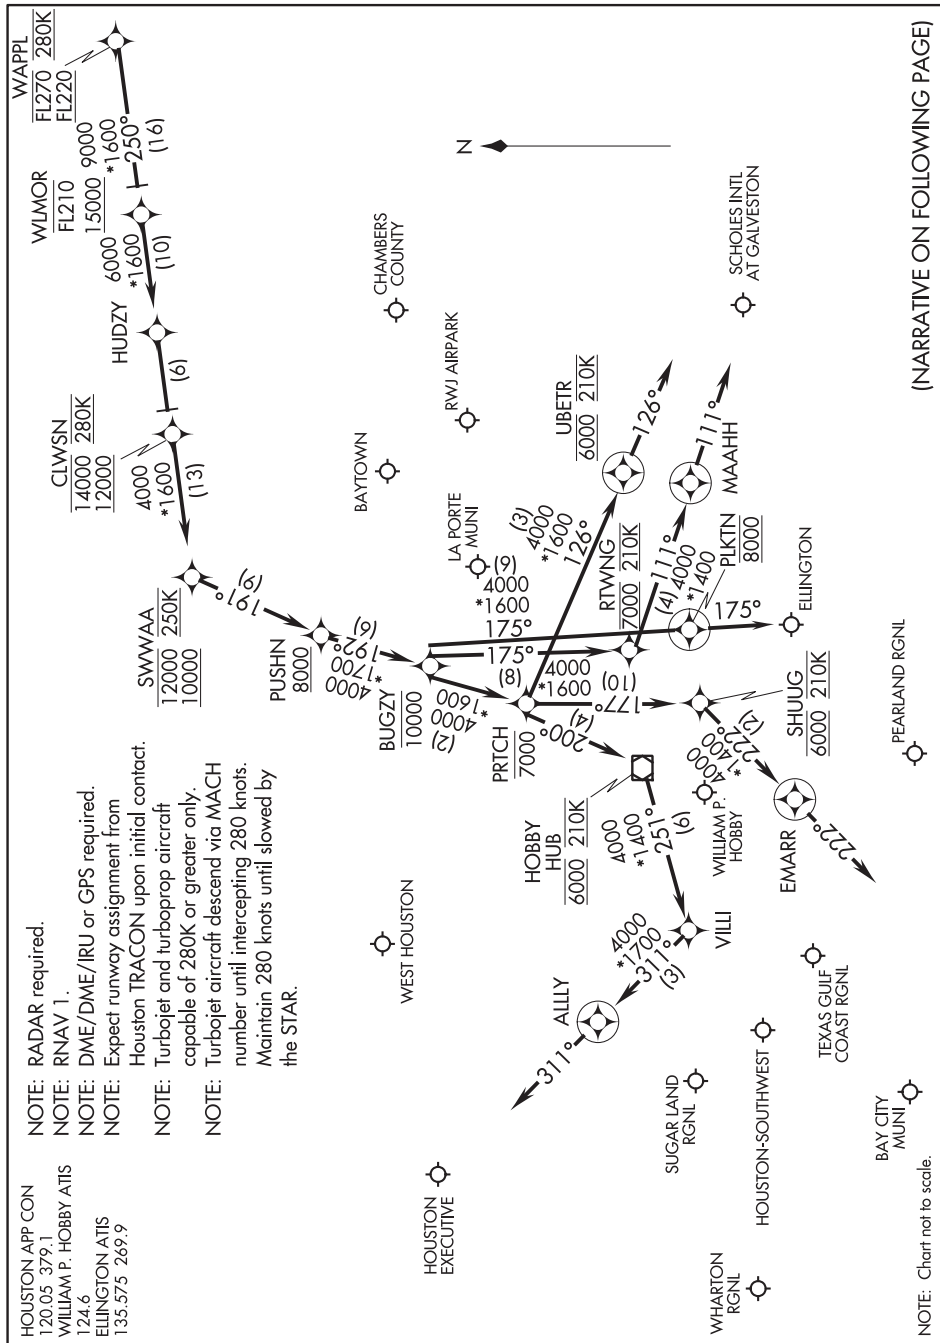 HOUSTON APP CON
120.05 379.1
WILLIAM P. HOBBY ATIS
124.6
ELLINGTON ATIS
135.575 269.9
NOTE: RADAR required.
NOTE: RNAV 1.
NOTE: DME/DME/IRU or GPS required.
NOTE: Expect runway assignment from
Houston TRACON upon initial contact.
NOTE: Turbojet and turboprop aircraft
capable of 280K or greater only.
NOTE: Turbojet aircraft descend via MACH
number until intercepting 280 knots.
Maintain 280 knots until slowed by
the STAR.
WAPPL
FL270 280K
FL220
9000
*1600
250°
(16)
WLMOR
FL210
15000
6000
*1600
(10)
HUDZY
(6)
CLWSN
14000 280K
12000
4000
*1600
(13)
SWWAA
12000 250K
10000
191°
(9)
PUSHN
8000
192°
(6)
4000
*1700
BUGZY
10000
(2)
4000
*1600
PRTCH
7000
175°
(8)
175°
(9)
4000
*1600
(3)
4000
*1600
126°
UBETR
6000 210K
126°
RTWNG
7000 210K
111°
(4) 4000
*1400
MAAHH
111°
PLKTN
8000
175°
4000
*1600
(10)
177°
200°
(4)
SHUUG
6000 210K
222°
(2)
4000
*1400
EMARR
222°
HOBBY
HUB
6000 210K
4000
*1400
251°
(6)
VILLI
4000
*1700
311°
(3)
ALLLY
311°
N
CHAMBERS
COUNTY
RWJ AIRPARK
BAYTOWN
LA PORTE
MUNI
SCHOLES INTL
AT GALVESTON
ELLINGTON
PEARLAND RGNL
WILLIAM P.
HOBBY
WEST HOUSTON
TEXAS GULF
COAST RGNL
HOUSTON-SOUTHWEST
SUGAR LAND
RGNL
BAY CITY
MUNI
HOUSTON
EXECUTIVE
WHARTON
RGNL
NOTE: Chart not to scale.
(NARRATIVE ON FOLLOWING PAGE)